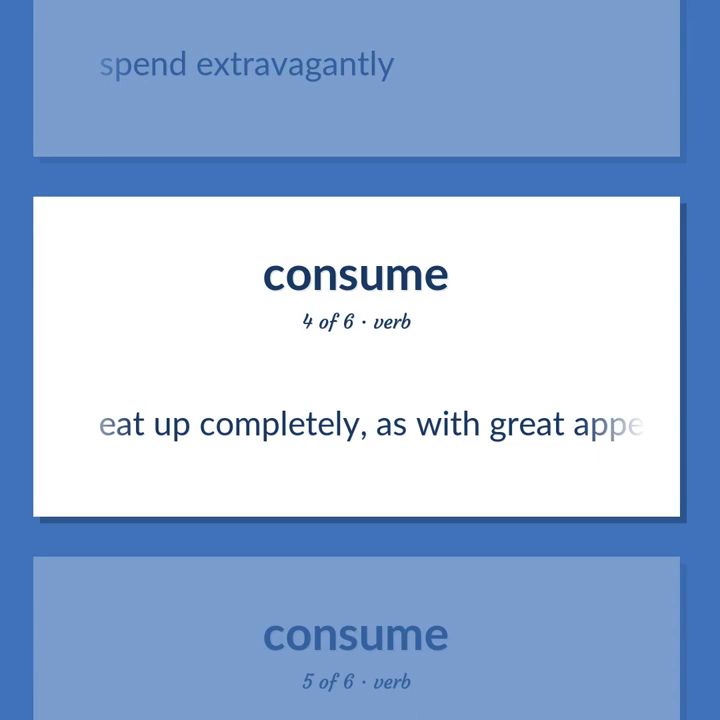 spend extravagantly
consume
4 of 6 · verb
eat up completely, as with great appe
consume
5 of 6 · verb